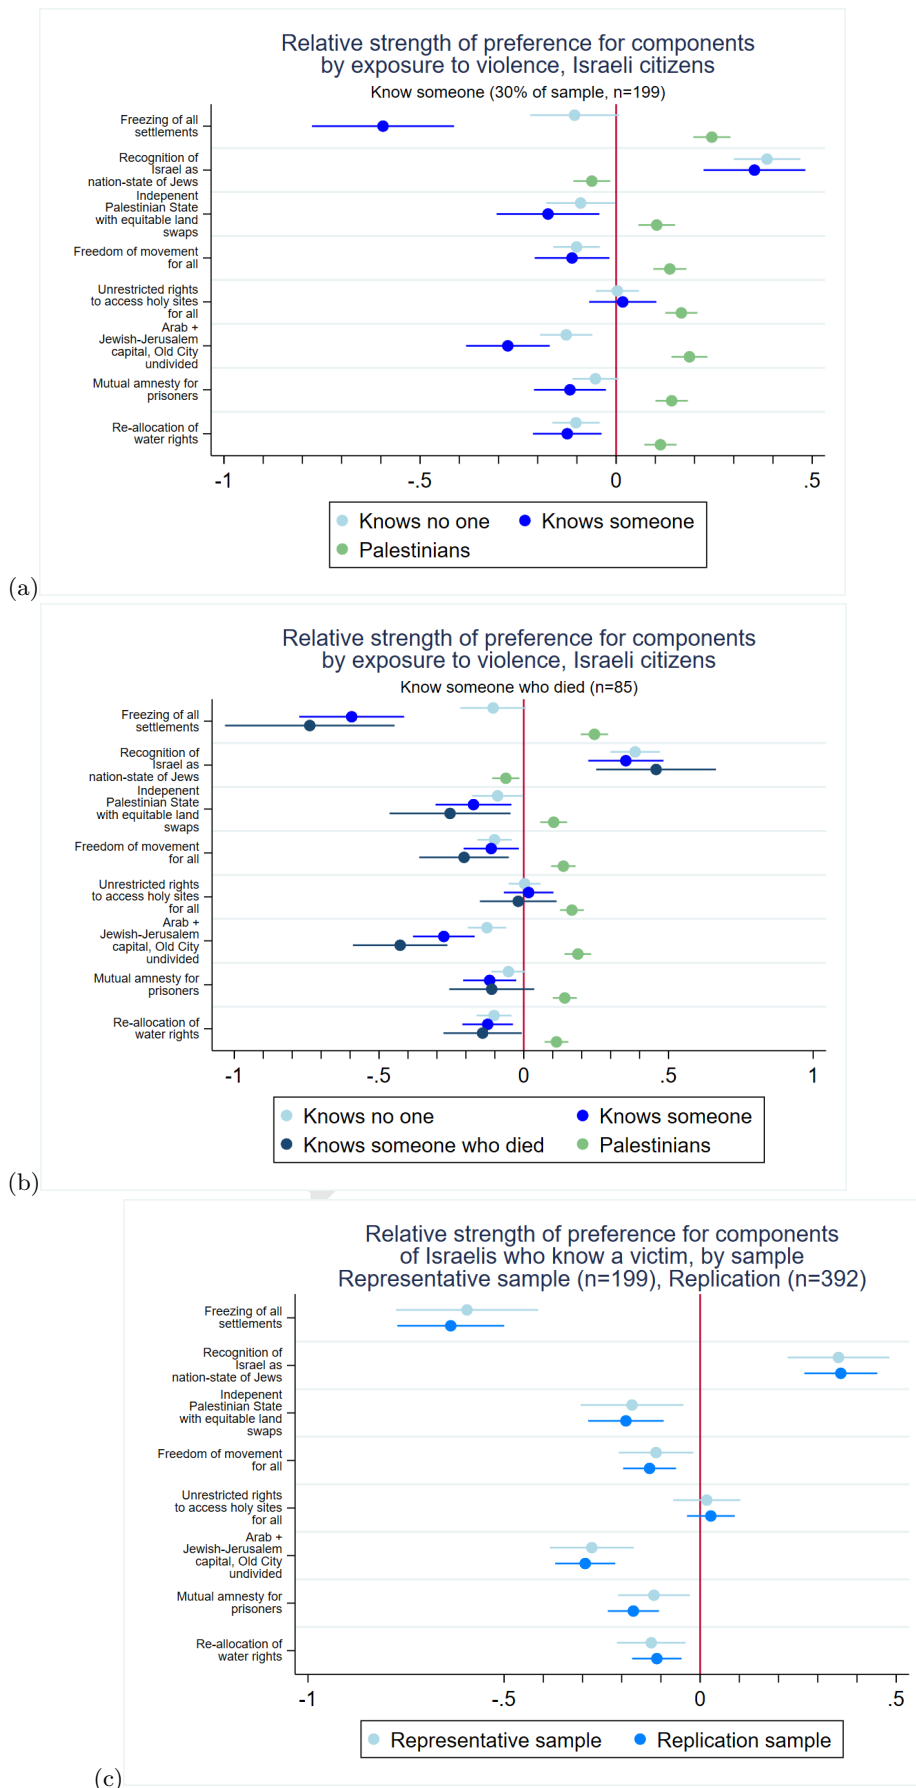 Relative strength of preference for components
by exposure to violence, Israeli citizens
Know someone (30% of sample, n=199)
Freezing of all
settlements
Recognition of
Israel as
nation-state of Jews
Indepenent
Palestinian State
with equitable land
swaps
Freedom of movement
for all
Unrestricted rights
to access holy sites
for all
Arab +
Jewish-Jerusalem
capital, Old City
undivided
Mutual amnesty for
prisoners
Re-allocation of
water rights
-1 -.5 0 .5
Knows no one Knows someone
Palestinians
(a)
Relative strength of preference for components
by exposure to violence, Israeli citizens
Know someone who died (n=85)
Freezing of all
settlements
Recognition of
Israel as
nation-state of Jews
Indepenent
Palestinian State
with equitable land
swaps
Freedom of movement
for all
Unrestricted rights
to access holy sites
for all
Arab +
Jewish-Jerusalem
capital, Old City
undivided
Mutual amnesty for
prisoners
Re-allocation of
water rights
-1 -.5 0 .5 1
Knows no one Knows someone
Knows someone who died Palestinians
(b)
Relative strength of preference for components
of Israelis who know a victim, by sample
Representative sample (n=199), Replication (n=392)
Freezing of all
settlements
Recognition of
Israel as
nation-state of Jews
Indepenent
Palestinian State
with equitable land
swaps
Freedom of movement
for all
Unrestricted rights
to access holy sites
for all
Arab +
Jewish-Jerusalem
capital, Old City
undivided
Mutual amnesty for
prisoners
Re-allocation of
water rights
-1 -.5 0 .5
Representative sample Replication sample
(c)